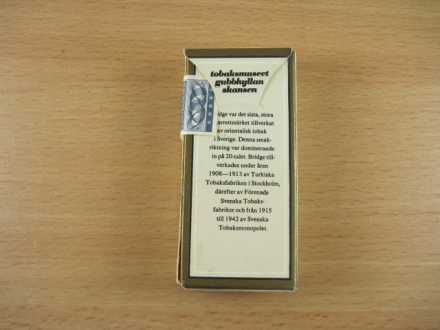 tobaksmuseet
gubbhyllan
skansen
idge var det sista, stora
arettmärket tillverkat
av orientalisk tobak
i Sverige. Denna smak-
riktning var dominerande
in på 20-talet. Bridge till-
verkades under åren
1908—1913 av Turkiska
Tobaksfabriken i Stockholm,
därefter av Förenade
Svenska Tobaks-
fabriker och från 1915
till 1942 av Svenska
Tobaksmonopolet.